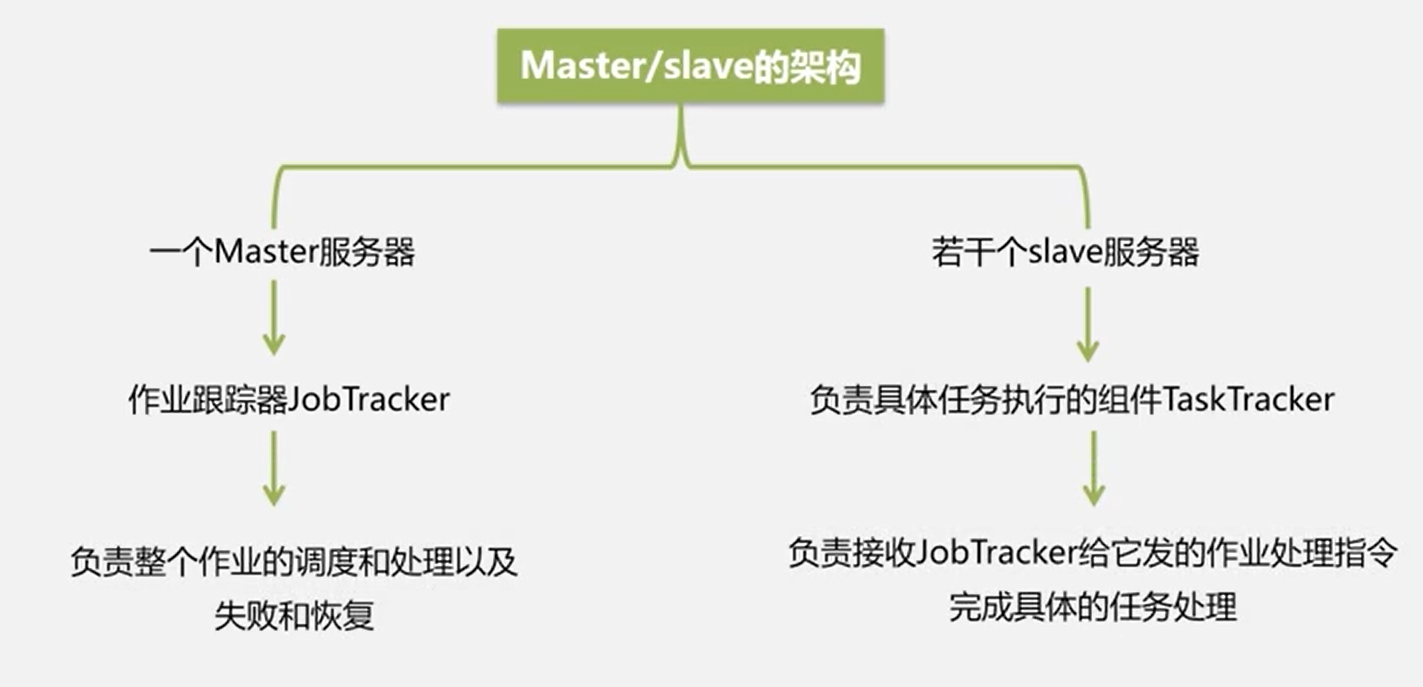 Master/slave的架构
一个Master服务器
若干个slave服务器
作业跟踪器JobTracker
负责具体任务执行的组件TaskTracker
负责整个作业的调度和处理以及
失败和恢复
负责接收JobTracker给它发的作业处理指令
完成具体的任务处理